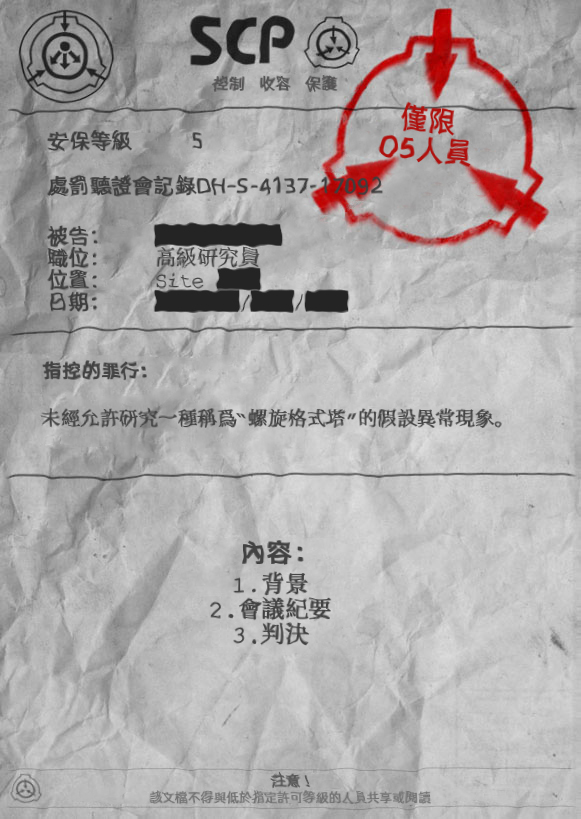 SCP
控制 收容 保護
僅限
O5人員
安保等級 5
處罰聽證會記錄DH-S-4137-17092
被告:
職位: 高級研究員
位置: Site
日期: / /
指控的罪行:
未經允許研究一種稱爲“螺旋格式塔”的假設異常現象。
內容:
1.背景
2.會議紀要
3.判決
注意!
該文檔不得與低於指定許可等級的人員共享或閱讀